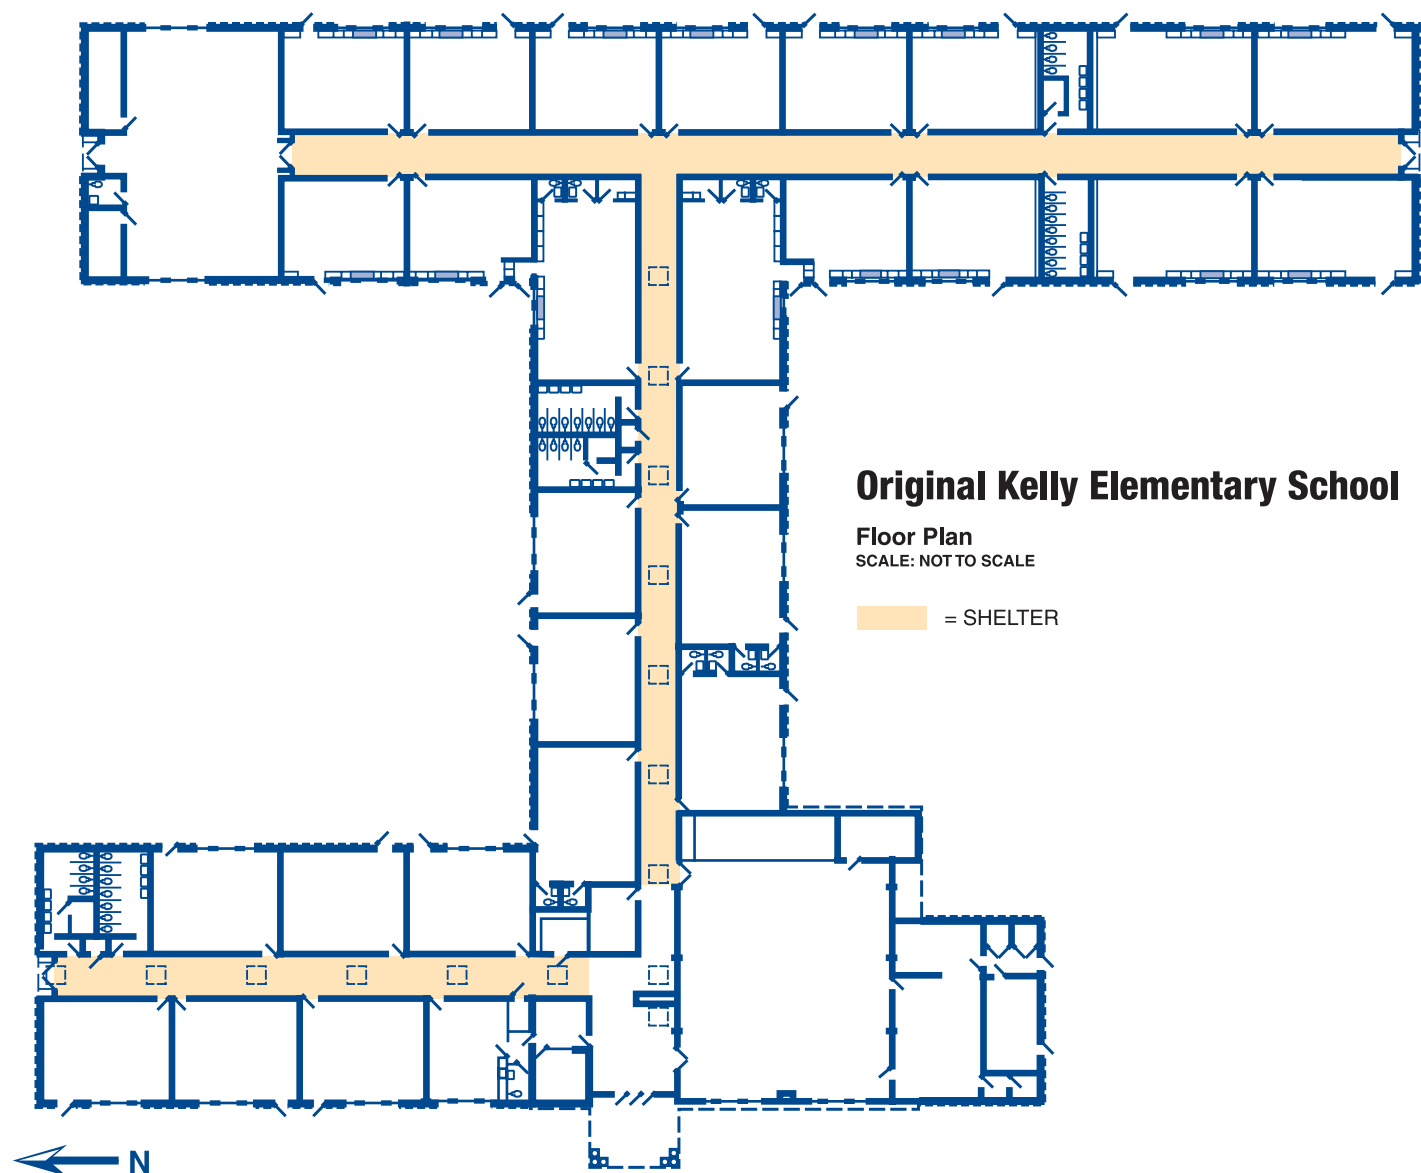 Original Kelly Elementary School
Floor Plan
SCALE: NOT TO SCALE
= SHELTER
N